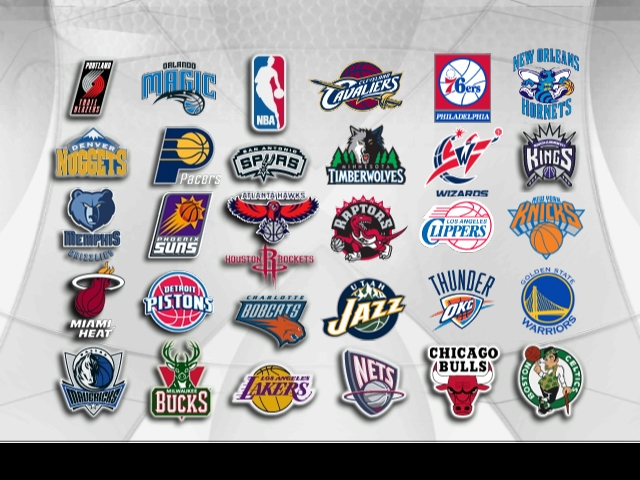 PORTLAND
TRAIL
BLAZERS
ORLANDO
MAGIC
NBA
CLEVELAND
CAVALIERS
76ers
PHILADELPHIA
NEW ORLEANS
HORNETS
DENVER
NUGGETS
Pacers
SAN ANTONIO
SPURS
MINNESOTA
TIMBERWOLVES
W
WIZARDS
SACRAMENTO
KINGS
MEMPHIS
GRIZZLIES
PHOENIX
SUNS
ATLANTA HAWKS
HOUSTON ROCKETS
RAPTORS
LOS ANGELES
CLIPPERS
NEW YORK
KNICKS
MIAMI
HEAT
DETROIT
PISTONS
CHARLOTTE
BOBCATS
UTAH
JAZZ
THUNDER
OKC
GOLDEN STATE
WARRIORS
DALLAS
MAVERICKS
MILWAUKEE
BUCKS
LOS ANGELES
LAKERS
NETS
CHICAGO
BULLS
BOSTON
CELTICS